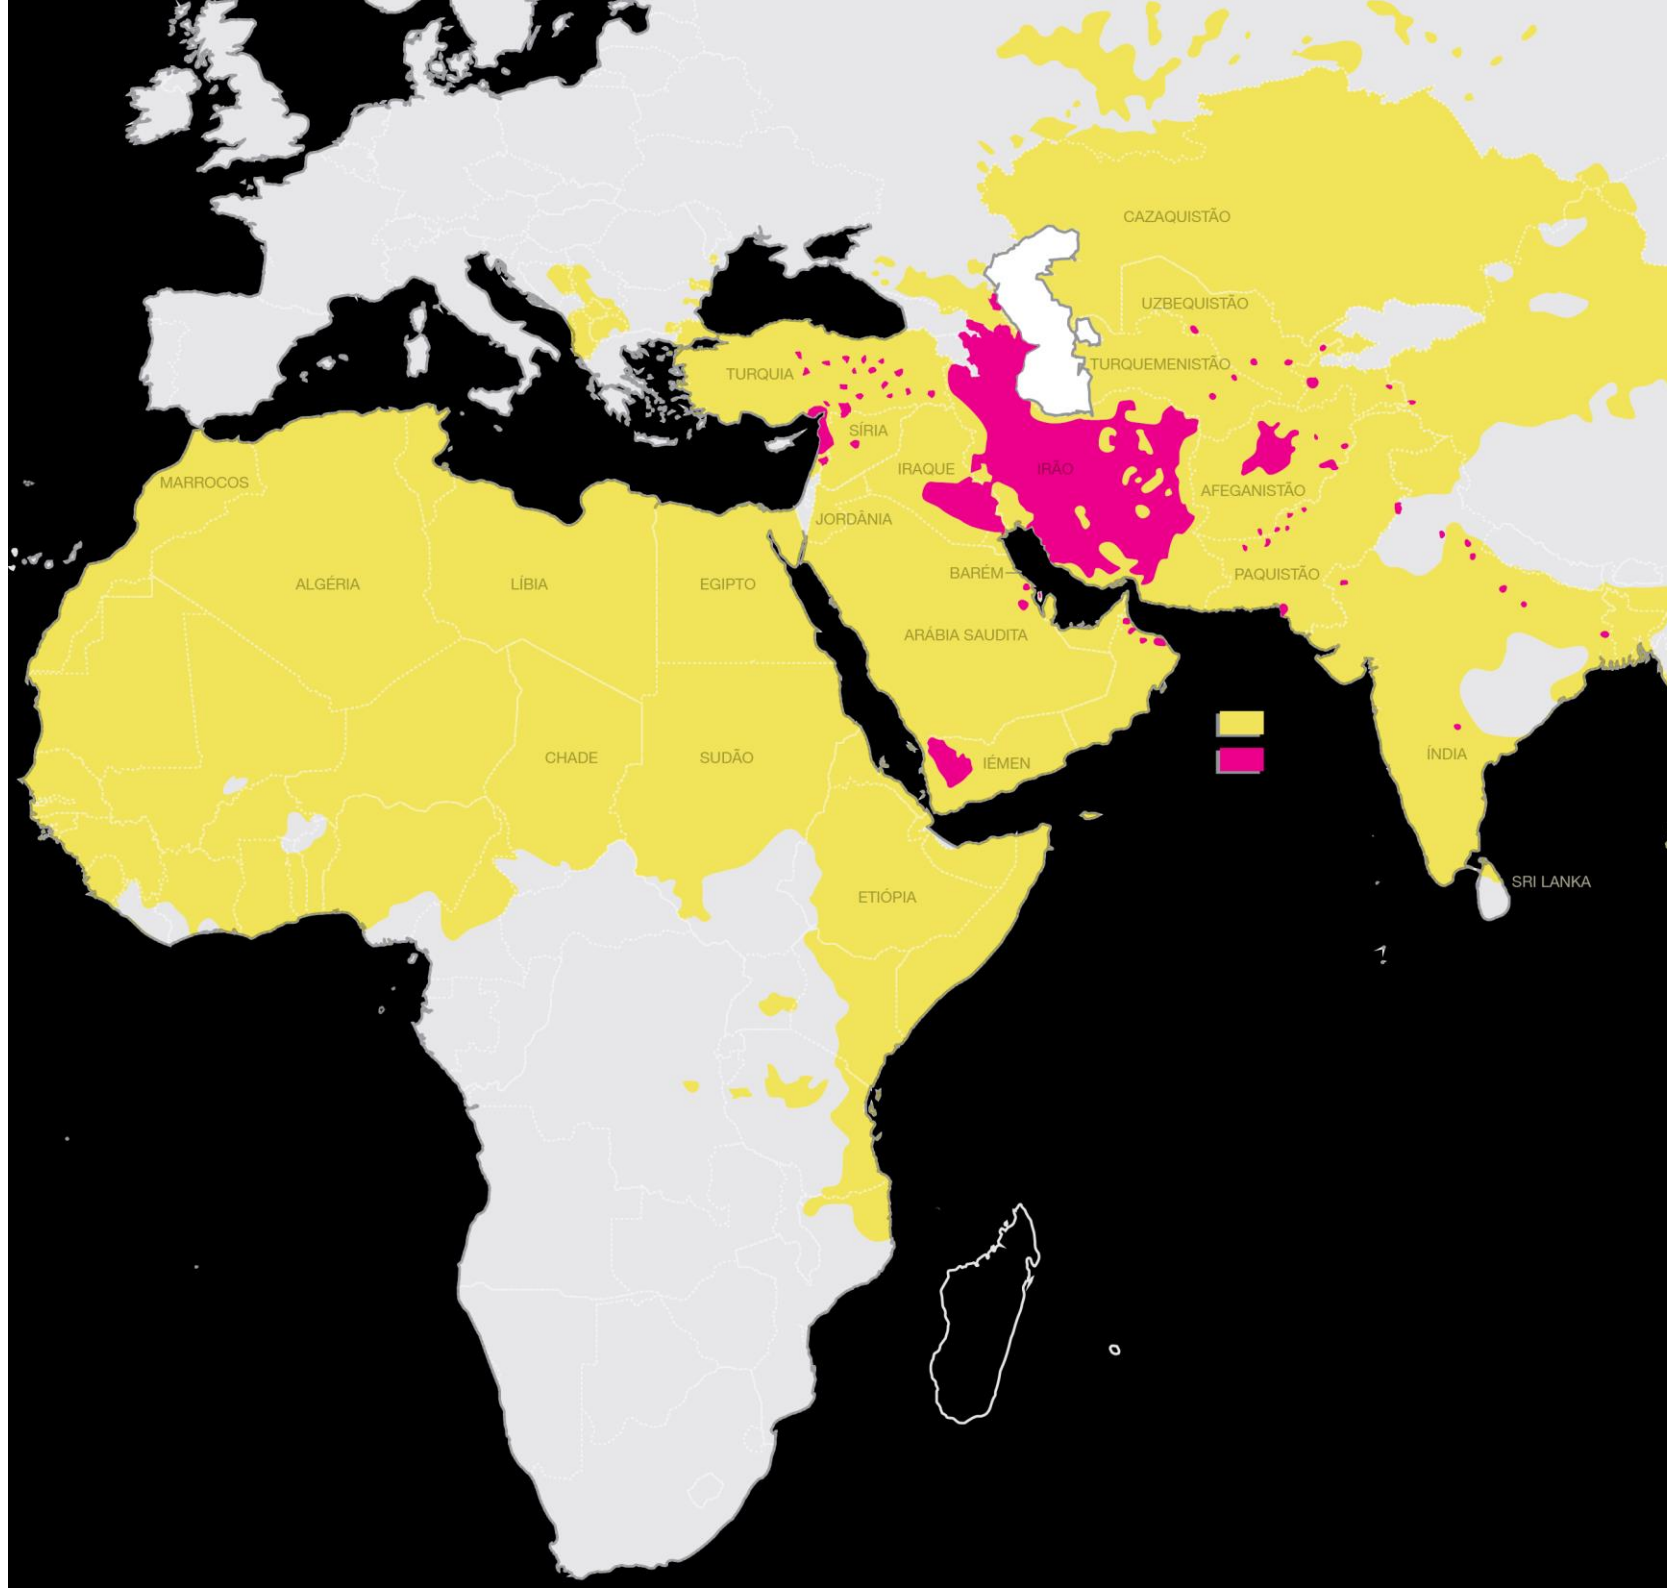 CAZAQUISTÃO
UZBEQUISTÃO
TURQUEMENISTÃO
TURQUIA
SÍRIA
IRAQUE
IRÃO
MARROCOS
AFEGANISTÃO
JORDÂNIA
BARÉM
PAQUISTÃO
ALGÉRIA
LÍBIA
EGIPTO
ARÁBIA SAUDITA
CHADE
SUDÃO
IÉMEN
ÍNDIA
SRI LANKA
ETIÓPIA